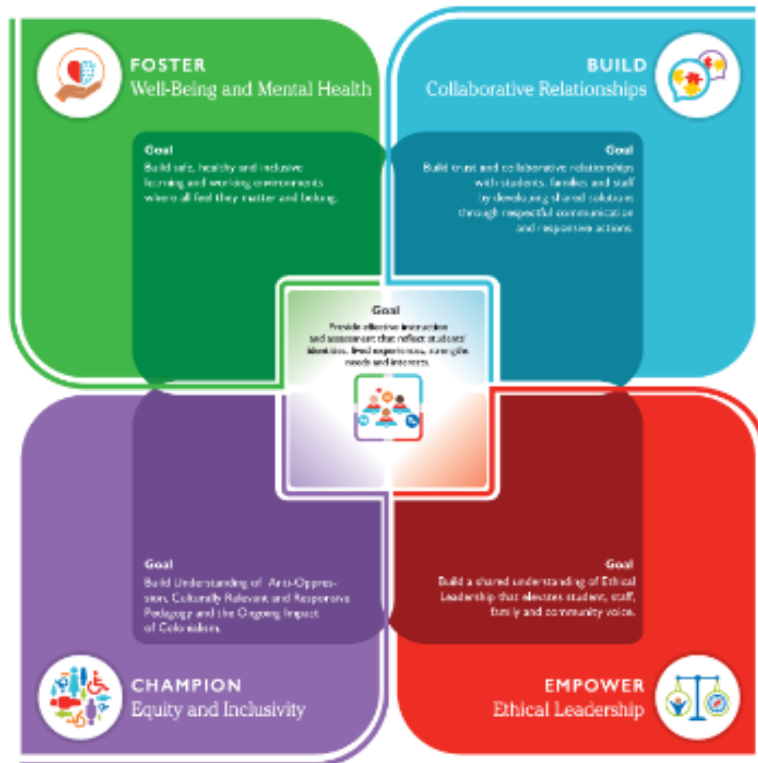 FOSTER
Well-Being and Mental Health
Goal
Build safe, healthy and inclusive
learning and working environments
where all feel they matter and belong.
BUILD
Collaborative Relationships
Goal
Build trust and collaborative relationships
with students, families and staff
by developing shared solutions
through respectful communication
and responsive actions.
Goal
Provide effective instruction
and assessment that reflect students'
identities, lived experiences, strengths
needs and interests.
Goal
Build Understanding of Anti-Oppres-
sion, Culturally Relevant and Responsive
Pedagogy and the Ongoing Impact
of Colonialism.
CHAMPION
Equity and Inclusivity
Goal
Build a shared understanding of Ethical
Leadership that elevates student, staff,
family and community voice.
EMPOWER
Ethical Leadership